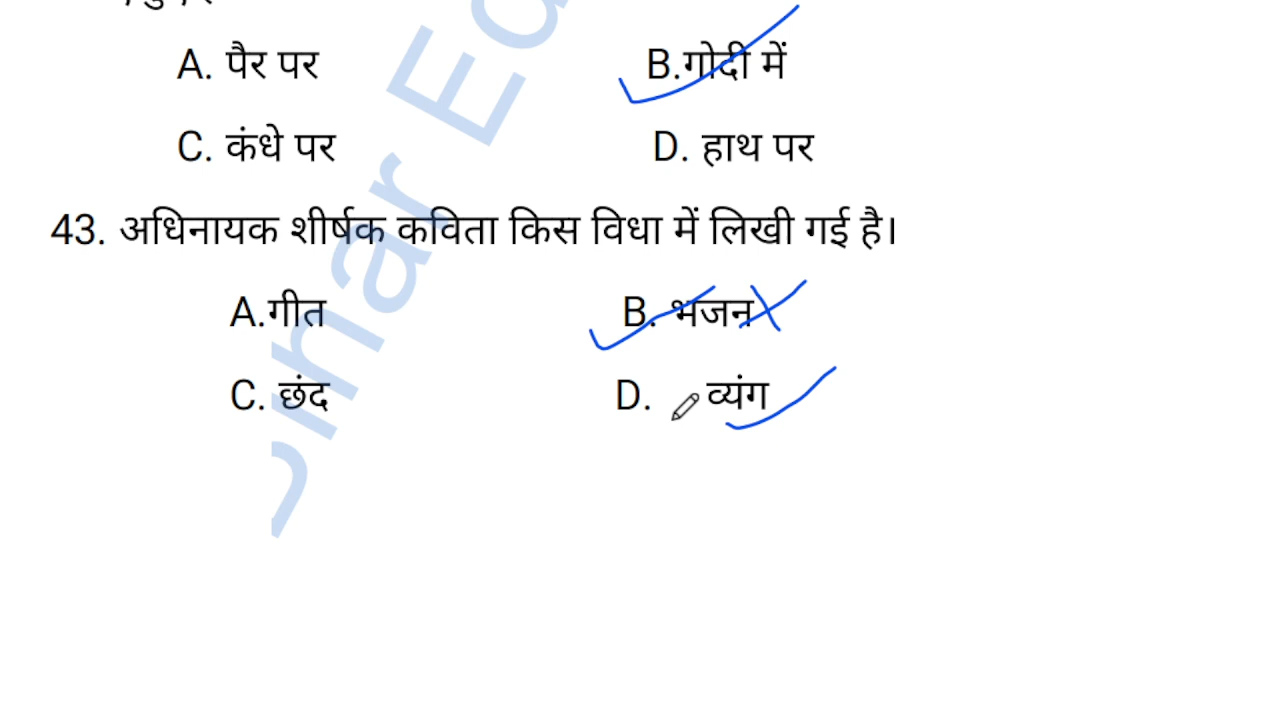 A. पैर पर B.गोदी में
C. कंधे पर D. हाथ पर
43. अधिनायक शीर्षक कविता किस विधा में लिखी गई है।
A.गीत B. भजन
C. छंद D. व्यंग